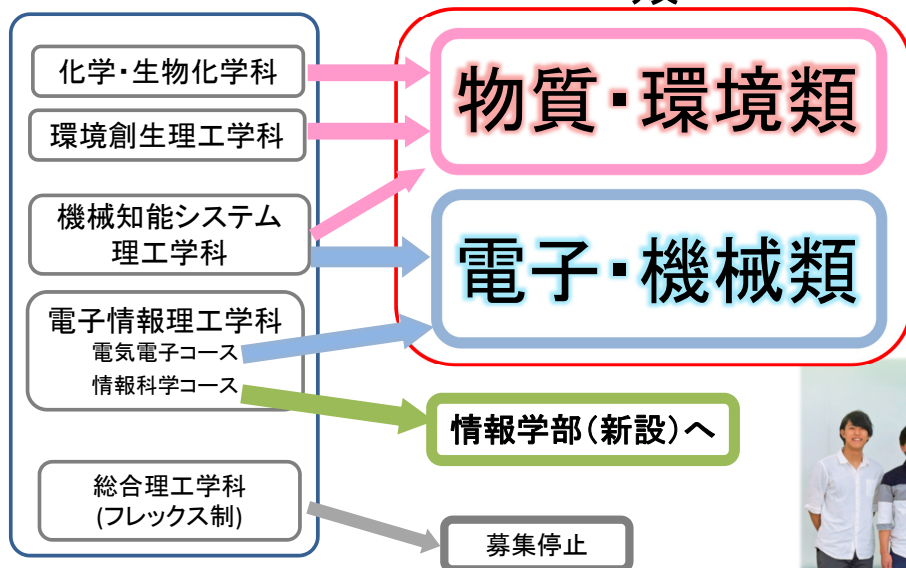 化学・生物化学科
環境創生理工学科
機械知能システム
理工学科
電子情報理工学科
電気電子コース
情報科学コース
総合理工学科
(フレックス制)
物質・環境類
電子・機械類
情報学部(新設)へ
募集停止